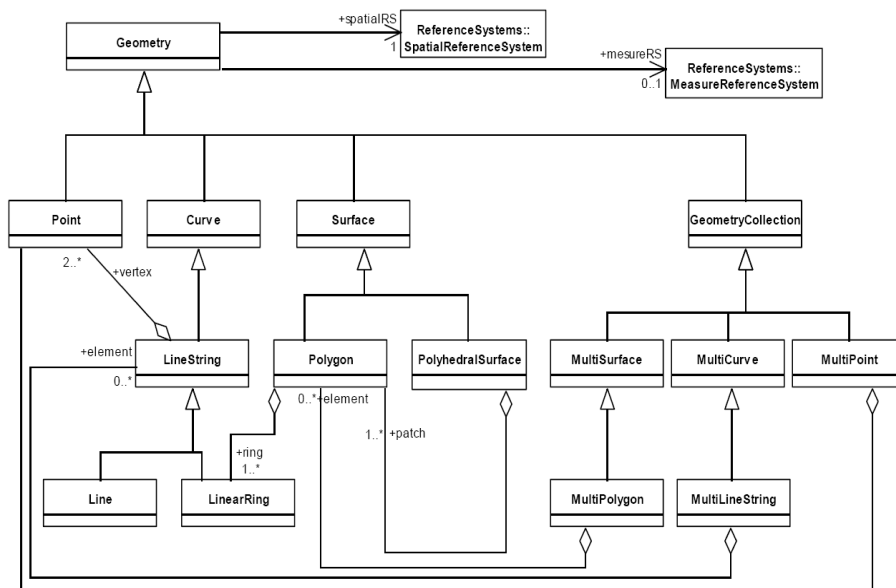 +spatialRS
Geometry
ReferenceSystems::
SpatialReferenceSystem
1
+mesureRS
ReferenceSystems::
MeasureReferenceSystem
0..1
Point
Curve
Surface
GeometryCollection
2..*
+vertex
+element
LineString
Polygon
PolyhedralSurface
MultiSurface
MultiCurve
MultiPoint
0..*
0..*+element
1..*
+patch
+ring
1..*
Line
LinearRing
MultiPolygon
MultiLineString